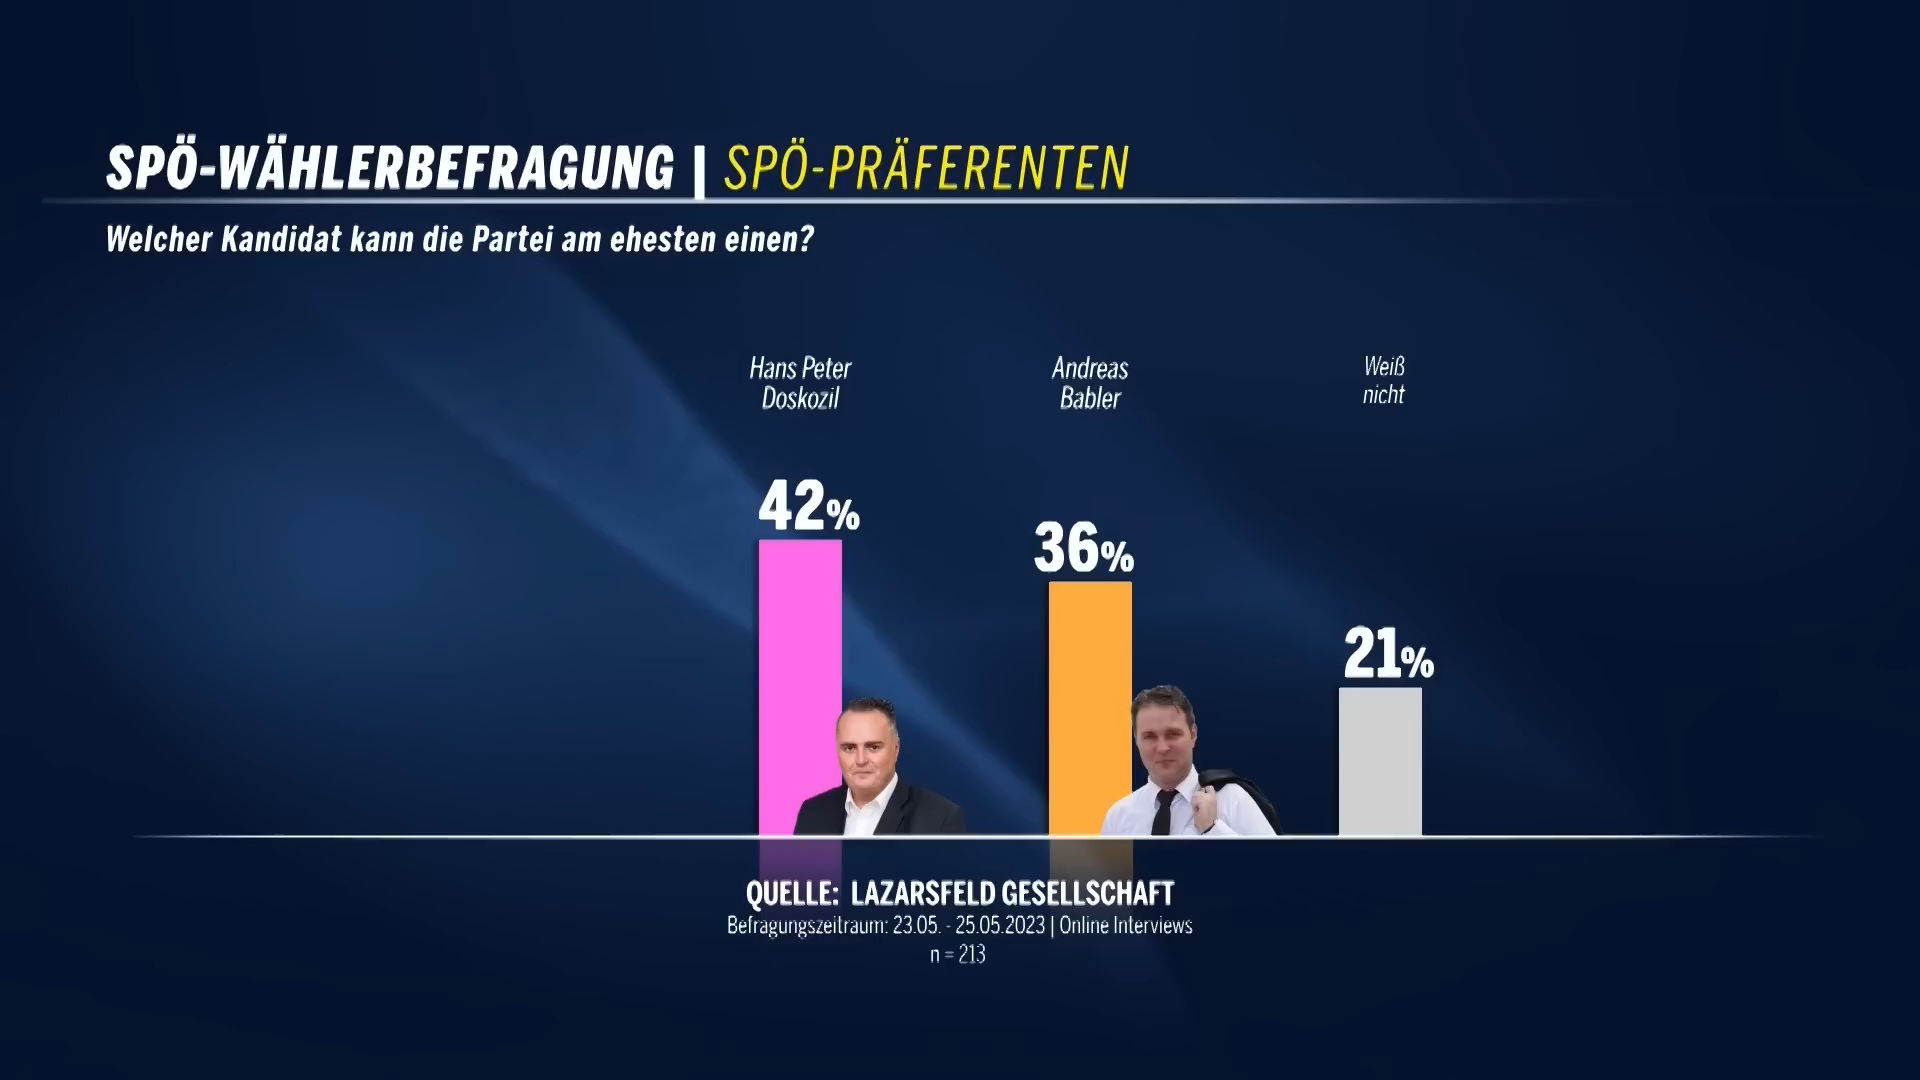 SPÖ-WÄHLERBEFRAGUNG | SPÖ-PRÄFERENTEN
Welcher Kandidat kann die Partei am ehesten einen?
Hans Peter
Doskozil
42%
Andreas
Babler
36%
Weiß
nicht
21%
QUELLE: LAZARSFELD GESELLSCHAFT
Befragungszeitraum: 23.05. - 25.05.2023 | Online Interviews
n = 213